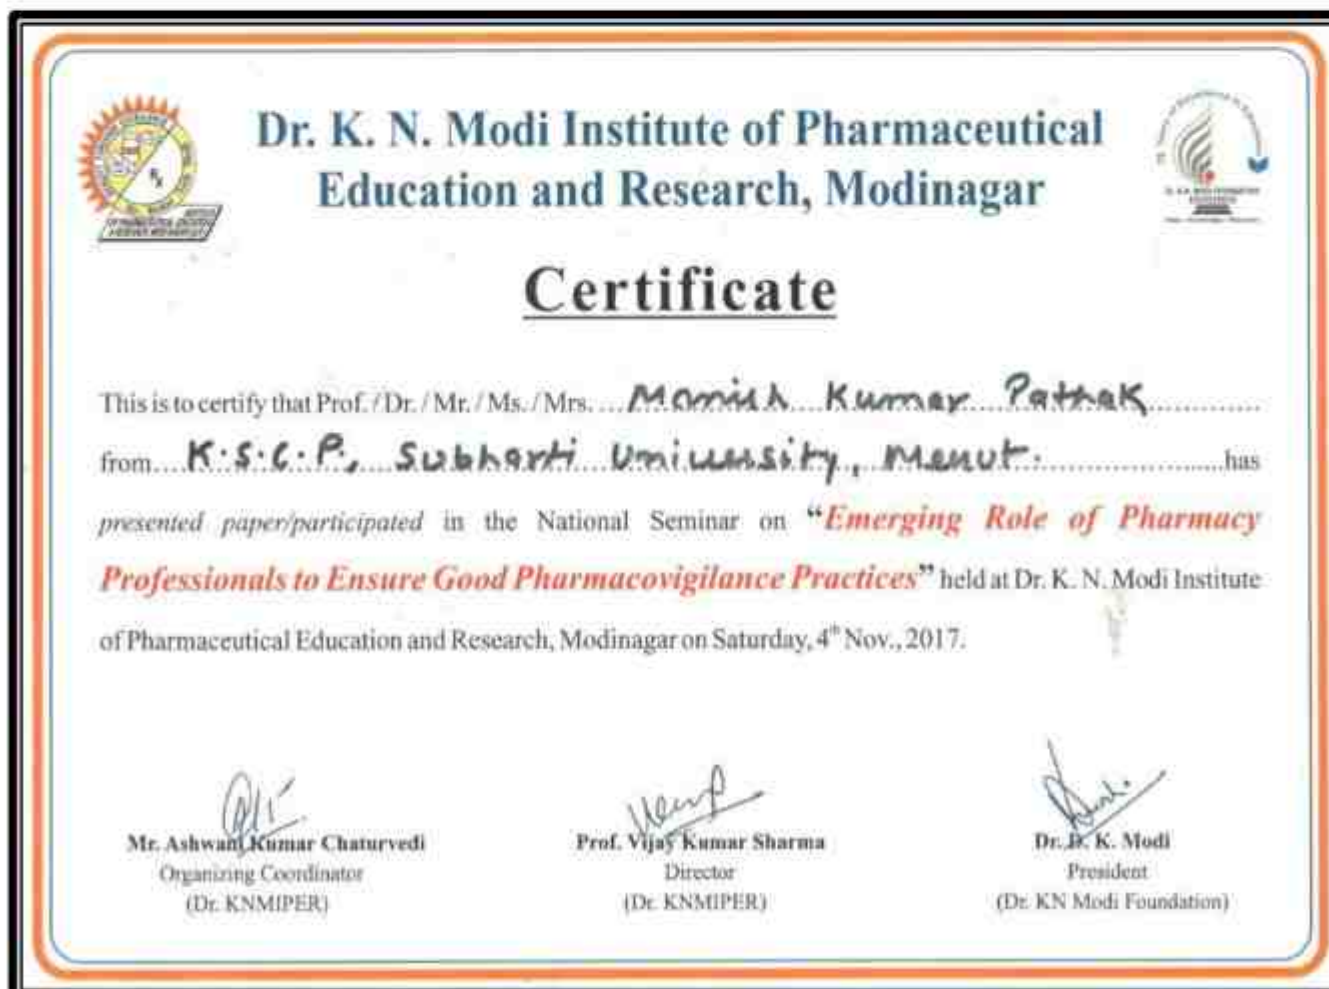 Dr. K. N. Modi Institute of Pharmaceutical
Education and Research, Modinagar
Certificate
This is to certify that Prof. / Dr. / Mr. / Ms. / Mrs. Manish Kumar Pathak
from K.S.C.P, Subharti University, Merut. has
presented paper/participated in the National Seminar on “Emerging Role of Pharmacy
Professionals to Ensure Good Pharmacovigilance Practices” held at Dr. K. N. Modi Institute
of Pharmaceutical Education and Research, Modinagar on Saturday, 4th Nov., 2017.
Mr. Ashwani Kumar Chaturvedi
Organizing Coordinator
(Dr. KNMIPER)
Prof. Vijay Kumar Sharma
Director
(Dr. KNMIPER)
Dr. D. K. Modi
President
(Dr. KN Modi Foundation)